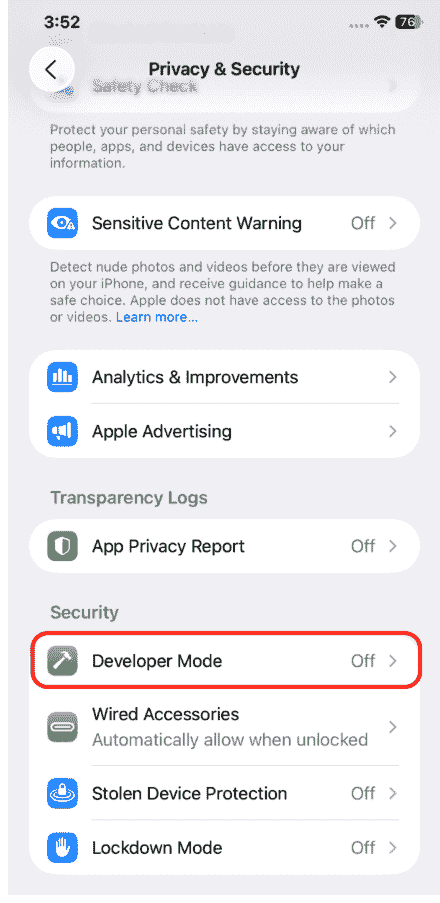 3:52
76
Privacy & Security
Safety Check
Protect your personal safety by staying aware of which
people, apps, and devices have access to your
information.
Sensitive Content Warning Off
Detect nude photos and videos before they are viewed
on your iPhone, and receive guidance to help make a
safe choice. Apple does not have access to the photos
or videos. Learn more...
Analytics & Improvements
Apple Advertising
Transparency Logs
App Privacy Report Off
Security
Developer Mode Off
Wired Accessories
Automatically allow when unlocked
Stolen Device Protection Off
Lockdown Mode Off